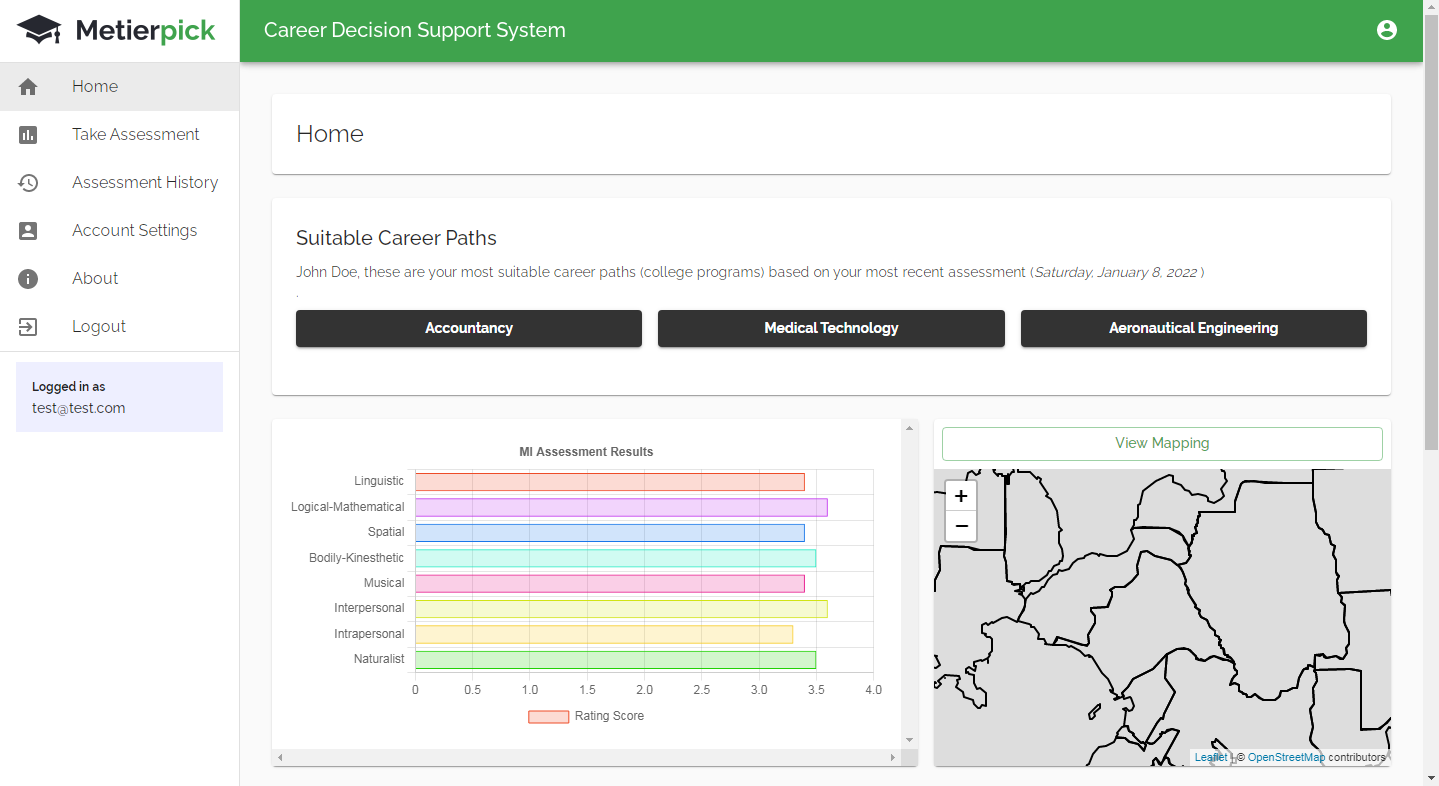 Metierpick
Career Decision Support System
Home
Take Assessment
Assessment History
Account Settings
About
Logout
Logged in as
test@test.com
Home
Suitable Career Paths
John Doe, these are your most suitable career paths (college programs) based on your most recent assessment (Saturday, January 8, 2022 )
.
Accountancy
Medical Technology
Aeronautical Engineering
MI Assessment Results
Linguistic
Logical-Mathematical
Spatial
Bodily-Kinesthetic
Musical
Interpersonal
Intrapersonal
Naturalist
0 0.5 1.0 1.5 2.0 2.5 3.0 3.5 4.0
Rating Score
View Mapping
+
−
Leaflet | © OpenStreetMap contributors